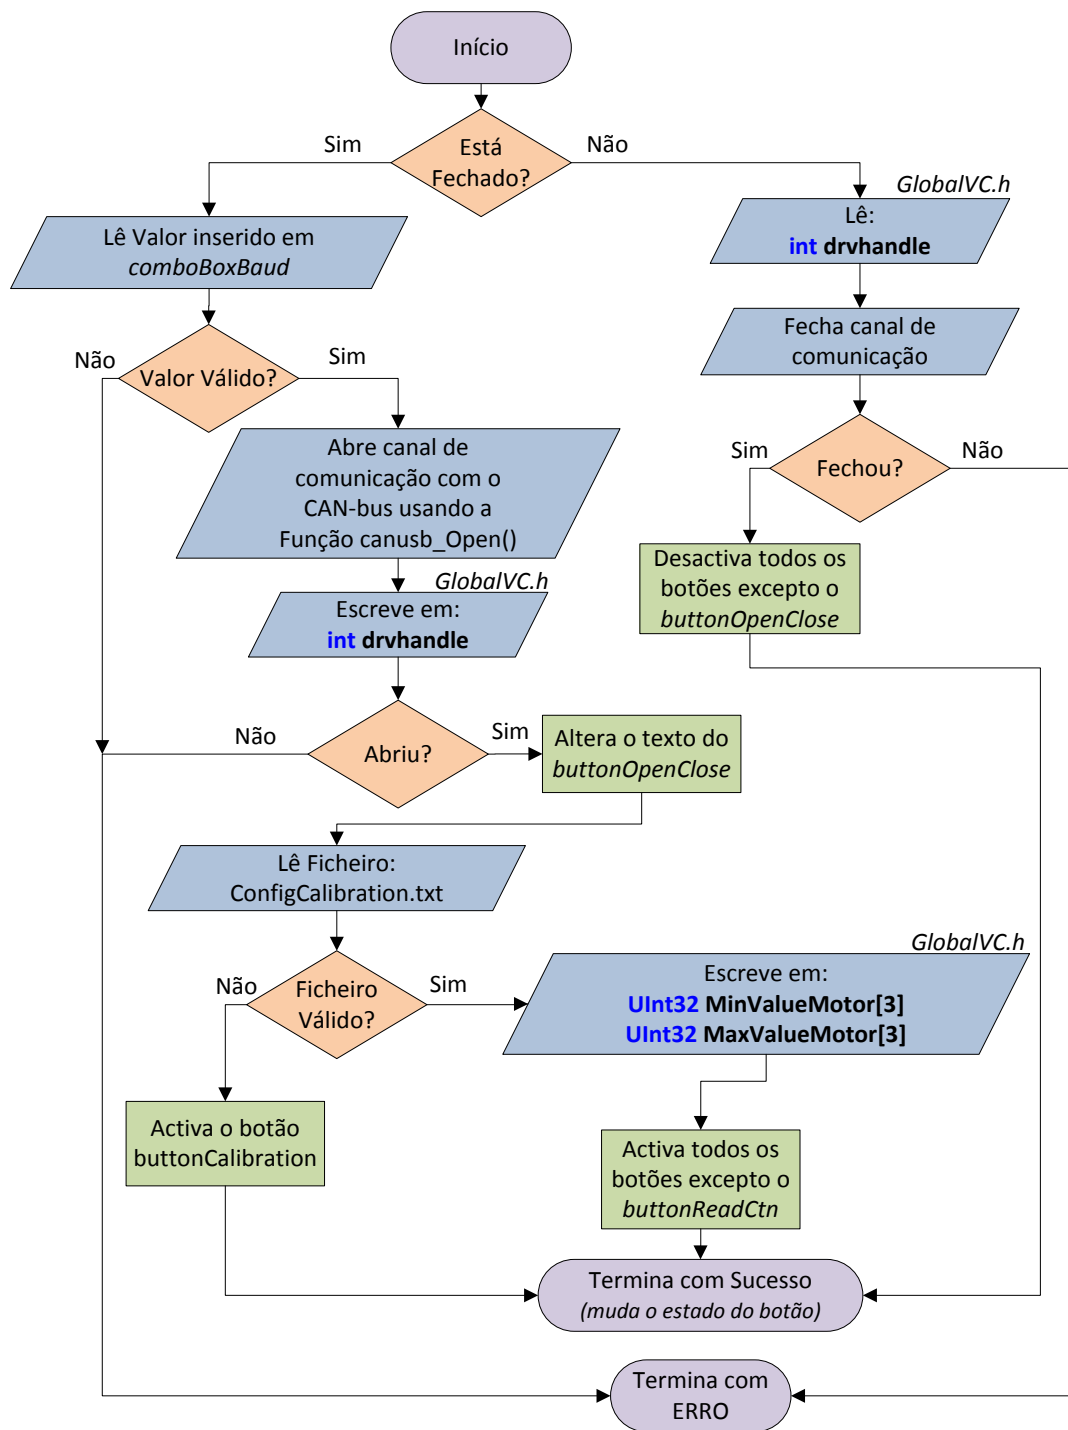 Início
Sim
Está
Fechado?
Não
GlobalVC.h
Lê Valor inserido em
comboBoxBaud
Lê:
int drvhandle
Fecha canal de
comunicação
Não
Valor Válido?
Sim
Abre canal de
comunicação com o
CAN-bus usando a
Função canusb_Open()
Sim
Fechou?
Não
Desactiva todos os
botões excepto o
buttonOpenClose
GlobalVC.h
Escreve em:
int drvhandle
Não
Abriu?
Sim
Altera o texto do
buttonOpenClose
Lê Ficheiro:
ConfigCalibration.txt
Não
Ficheiro
Válido?
Sim
GlobalVC.h
Escreve em:
UInt32 MinValueMotor[3]
UInt32 MaxValueMotor[3]
Activa o botão
buttonCalibration
Activa todos os
botões excepto o
buttonReadCtn
Termina com Sucesso
(muda o estado do botão)
Termina com
ERRO